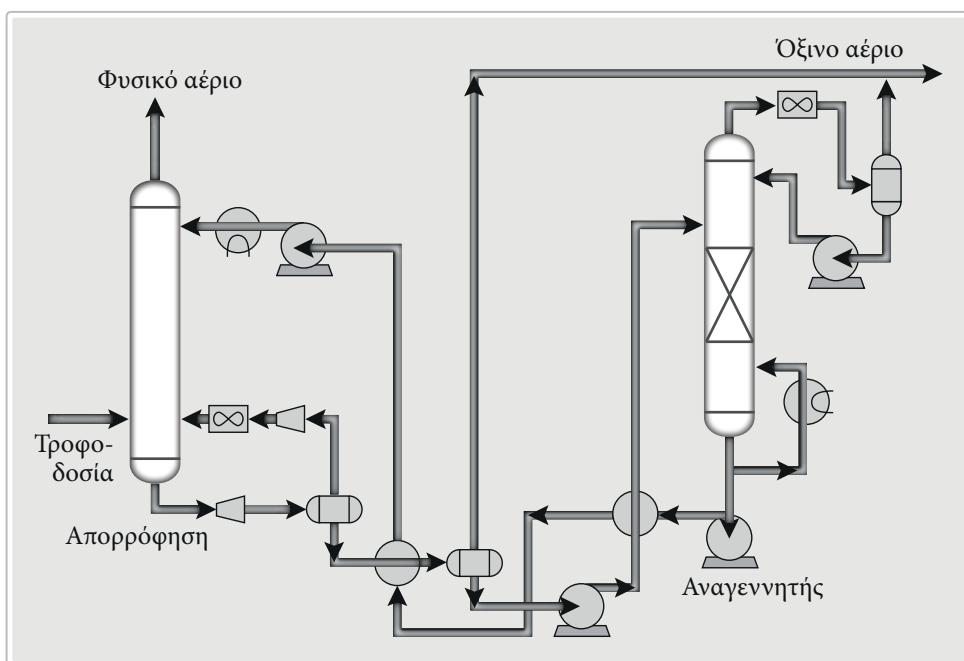 Όξινο αέριο
Φυσικό αέριο
Τροφο-
δοσία
Απορρόφηση
Αναγεννητής